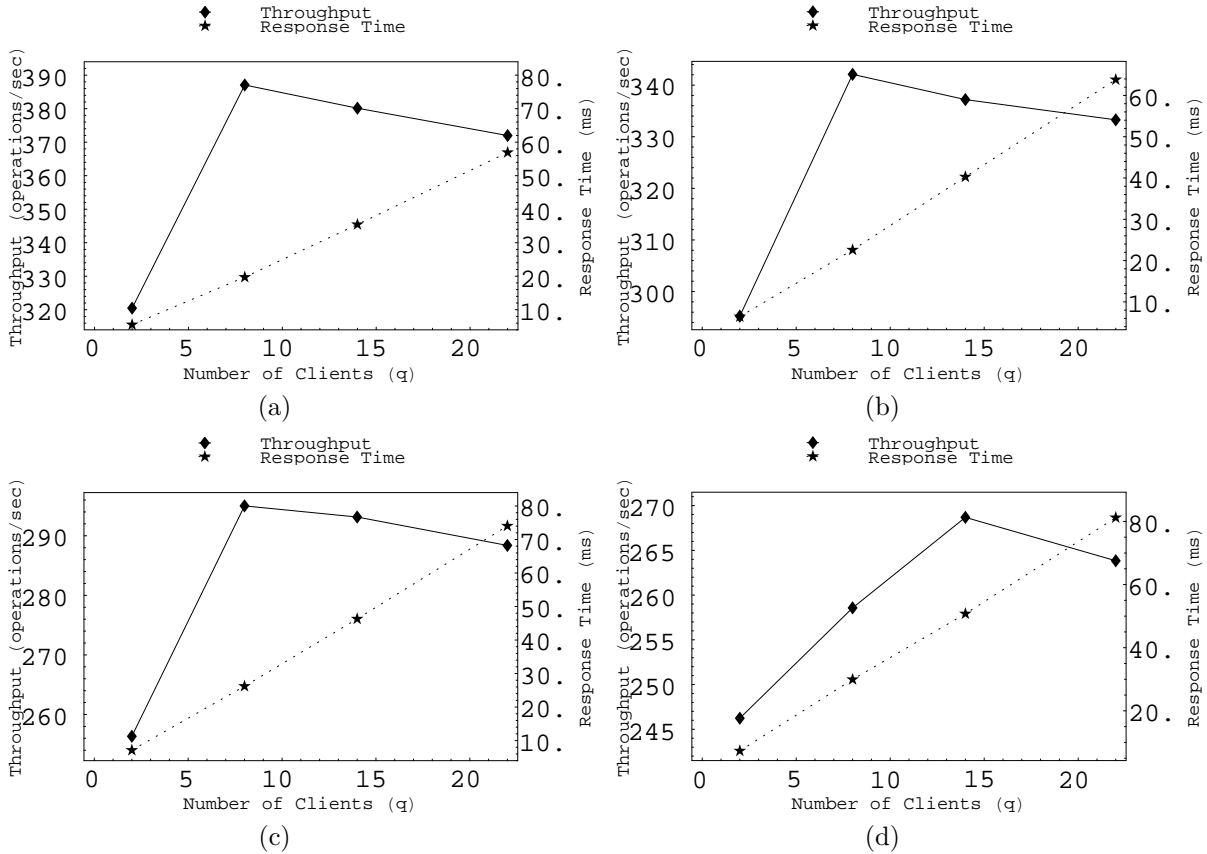 Throughput
Response Time
Throughput (operations/sec)
390
380
370
360
350
340
330
320
80.
70.
60.
50.
40.
30.
20.
10.
Response Time (ms)
0 5 10 15 20
Number of Clients (q)
(a)
Throughput
Response Time
Throughput (operations/sec)
340
330
320
310
300
60.
50.
40.
30.
20.
10.
Response Time (ms)
0 5 10 15 20
Number of Clients (q)
(b)
Throughput
Response Time
Throughput (operations/sec)
290
280
270
260
80.
70.
60.
50.
40.
30.
20.
10.
Response Time (ms)
0 5 10 15 20
Number of Clients (q)
(c)
Throughput
Response Time
Throughput (operations/sec)
270
265
260
255
250
245
80.
60.
40.
20.
Response Time (ms)
0 5 10 15 20
Number of Clients (q)
(d)